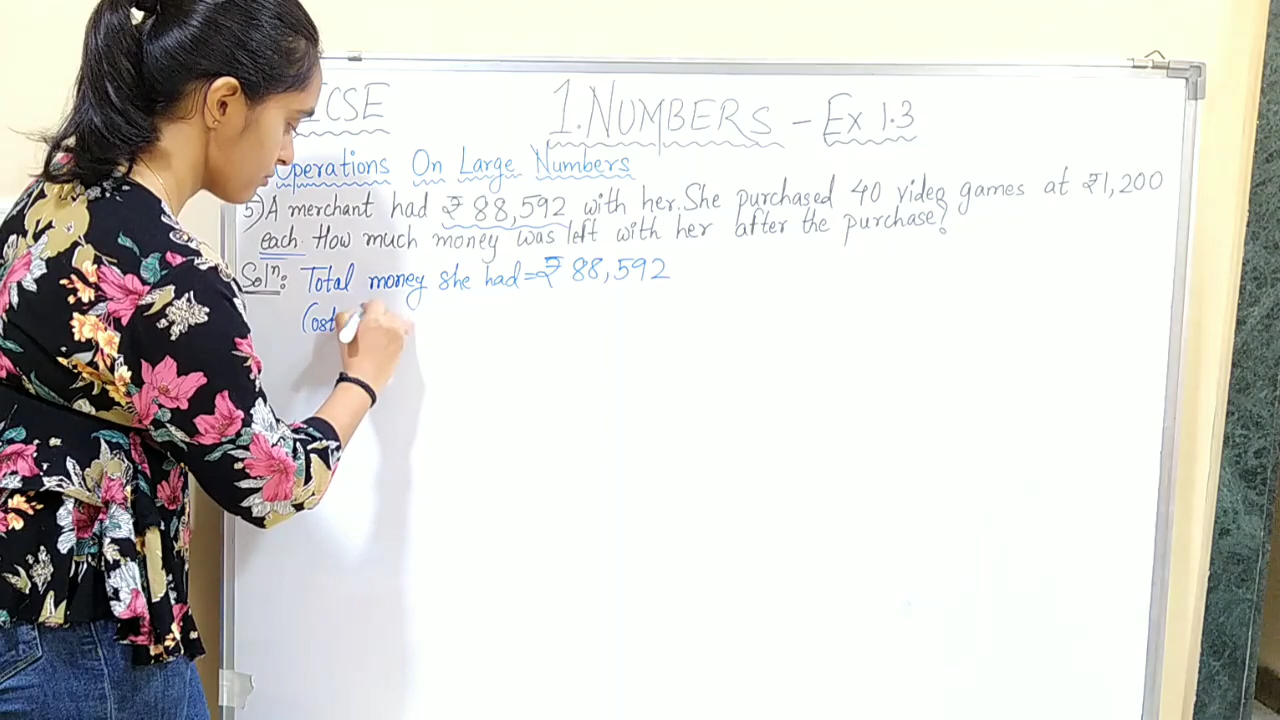 ICSE
1.NUMBERS - Ex 1.3
Operations On Large Numbers
5) A merchant had ₹88,592 with her. She purchased 40 video games at ₹1,200
each. How much money was left with her after the purchase?
Solⁿ: Total money she had = ₹88,592
Cost